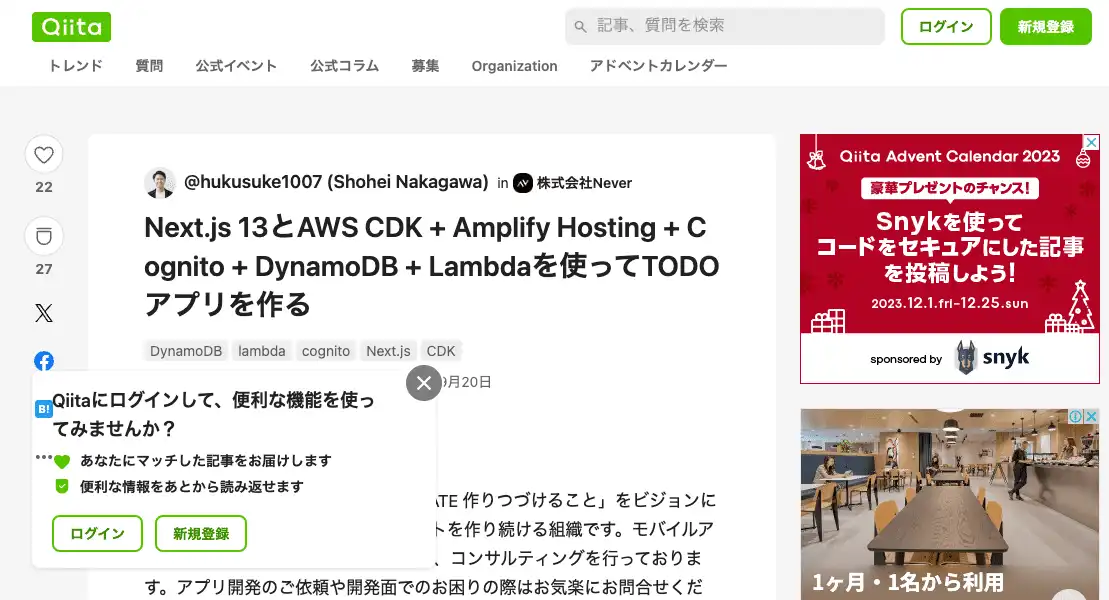 Qiita
記事、質問を検索
ログイン
新規登録
トレンド
質問
公式イベント
公式コラム
募集
Organization
アドベントカレンダー
22
27
@hukusuke1007 (Shohei Nakagawa)
in 株式会社Never
Next.js 13とAWS CDK + Amplify Hosting + C
ognito + DynamoDB + Lambdaを使ってTODO
アプリを作る
DynamoDB
lambda
cognito
Next.js
CDK
月20日
B!
Qiitaにログインして、便利な機能を使っ
てみませんか？
あなたにマッチした記事をお届けします
便利な情報をあとから読み返せます
ログイン
新規登録
作りつづけること」をビジョンに
トを作り続ける組織です。モバイルア
、コンサルティングを行っておりま
す。アプリ開発のご依頼や開発面でのお困りの際はお気楽にお問合せくだ
Qiita Advent Calendar 2023
豪華プレゼントのチャンス！
Snykを使って
コードをセキュアにした記事
を投稿しよう！
2023.12.1.fri-12.25.sun
sponsored by snyk
1ヶ月・1名から利用